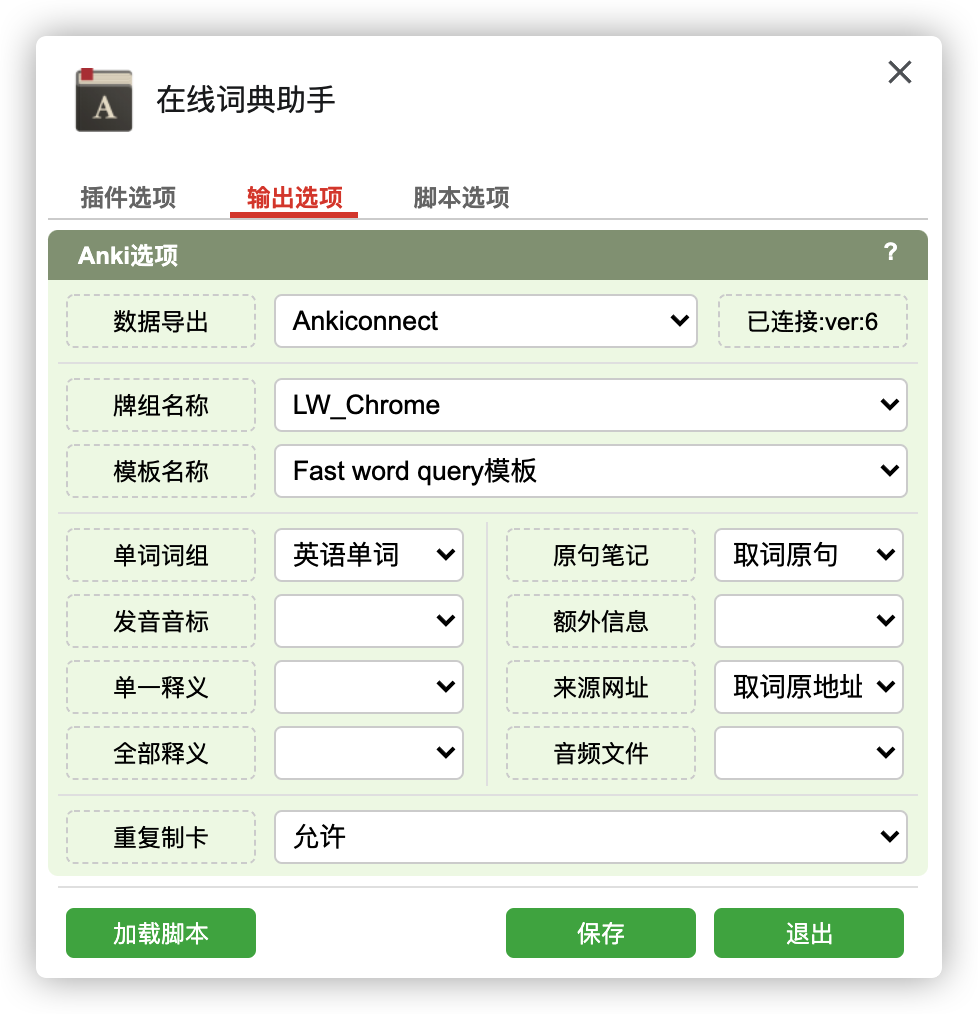 A
在线词典助手
插件选项 输出选项 脚本选项
Anki选项 ?
数据导出 Ankiconnect 已连接:ver:6
牌组名称 LW_Chrome
模板名称 Fast word query模板
单词词组 英语单词 原句笔记 取词原句
发音音标 额外信息
单一释义 来源网址 取词原地址
全部释义 音频文件
重复制卡 允许
加载脚本 保存 退出